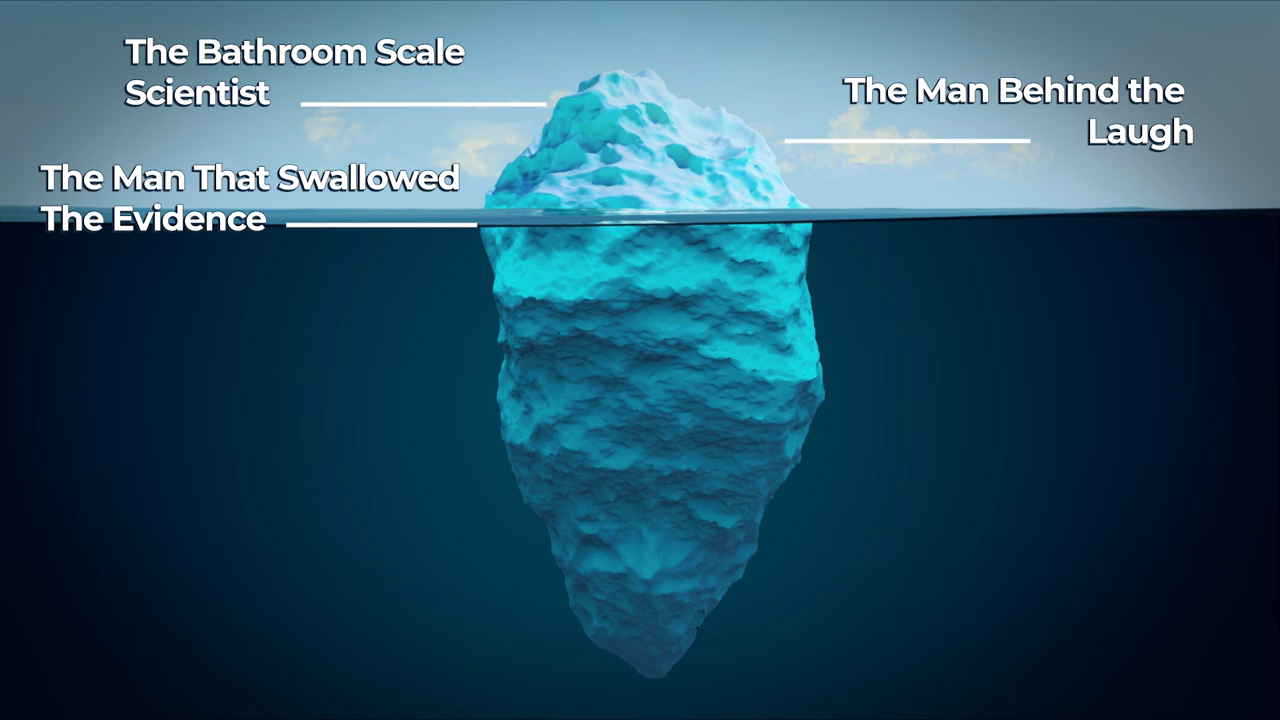 The Bathroom Scale
Scientist
The Man Behind the
Laugh
The Man That Swallowed
The Evidence